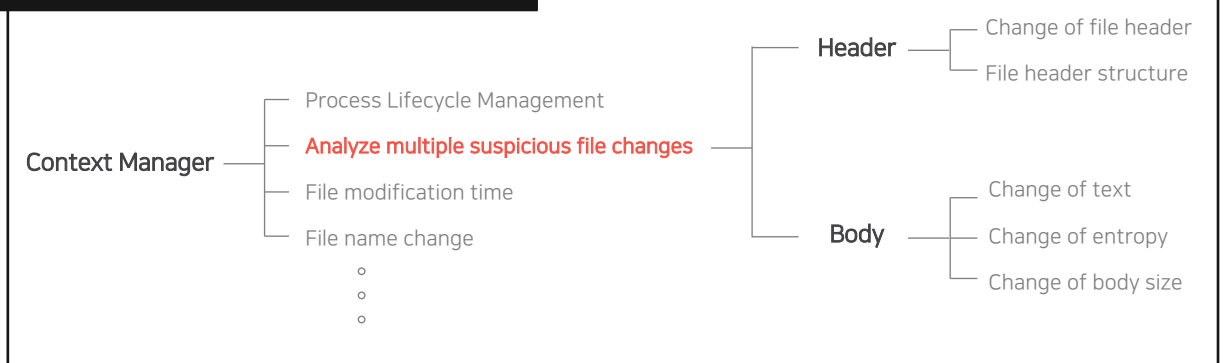 Context Manager
Process Lifecycle Management
Analyze multiple suspicious file changes
File modification time
File name change
Header
Change of file header
File header structure
Body
Change of text
Change of entropy
Change of body size